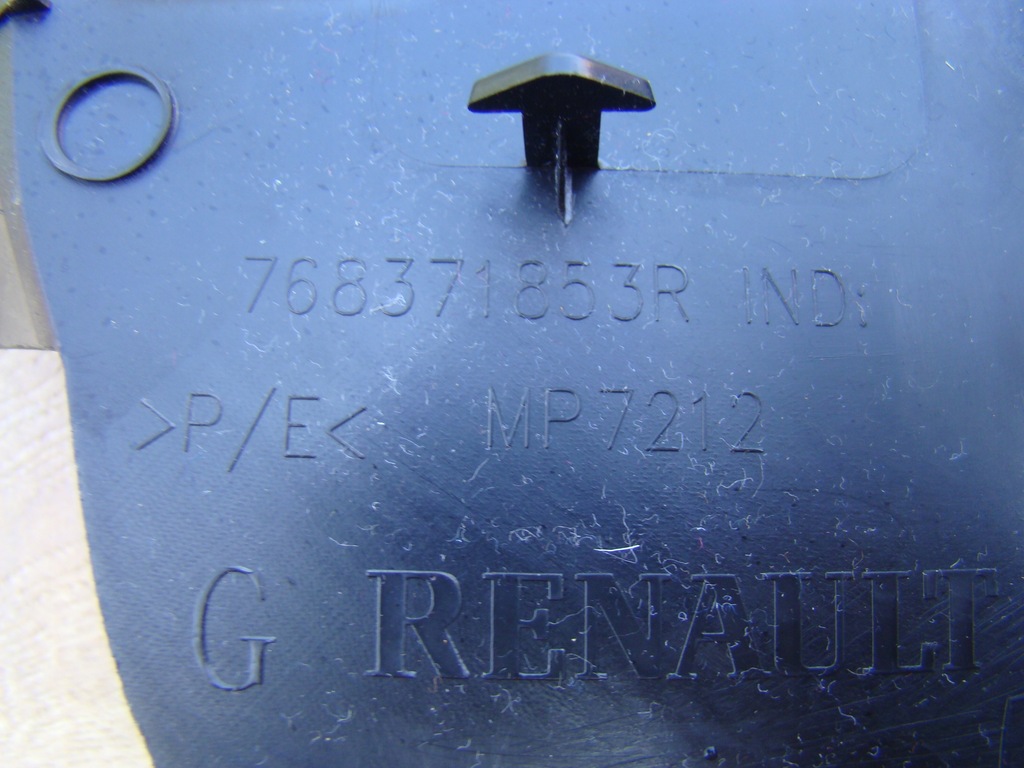 768371853R IND:
>P/E< MP7212
G RENAULT